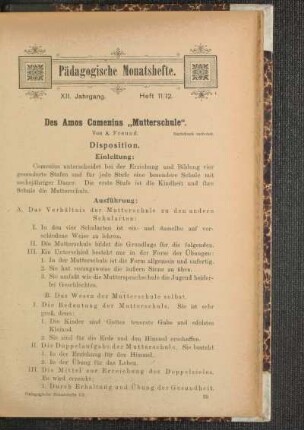 Pädagogische Monatshefte.
XII. Jahrgang. Heft 11/12.
Des Amos Comenius „Mutterschule“.
Von A. Freund.
Disposition.
Einleitung:
Comenius unterscheidet bei der Erziehung und Bildung vier
gesonderte Stufen und für jede Stufe eine besondere Schule mit
sechsjähriger Dauer. Die erste Stufe ist die Kindheit und ihre
Schule die Mutterschule.
Ausführung:
A. Das Verhältnis der Mutterschule zu den andern
Schularten:
I. In den vier Schularten ist ein- und dasselbe auf ver-
schiedene Weise zu lehren.
II. Die Mutterschule bildet die Grundlage für die folgenden.
III. Ein Unterschied besteht nur in der Form der Übungen:
1. In der Mutterschule ist die Form allgemein und unfertig.
2. Sie hat vorzugsweise die äußern Sinne zu üben.
3. Sie umfaßt wie die Muttersprachschule die Jugend beider-
lei Geschlechtes.
B. Das Wesen der Mutterschule selbst.
I. Die Bedeutung der Mutterschule. Sie ist sehr
groß, denn:
1. Die Kinder sind Gottes teuerste Gabe und edelstes
Kleinod.
2. Sie sind für die Erde und den Himmel erschaffen.
II. Die Doppelaufgabe der Mutterschule. Sie besteht
1. In der Erziehung für den Himmel.
2. In der Übung für das Leben.
III. Die Mittel zur Erreichung des Doppelzieles.
Es wird erreicht:
1. Durch Erhaltung und Übung der Gesundheit.
Pädagogische Monatshefte XII.